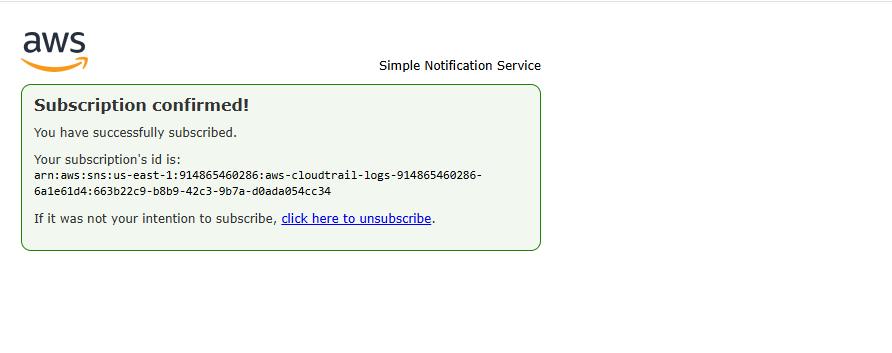 aws
Simple Notification Service
Subscription confirmed!
You have successfully subscribed.
Your subscription's id is:
arn:aws:sns:us-east-1:914865460286:aws-cloudtrail-logs-914865460286-
6a1e61d4:663b22c9-b8b9-42c3-9b7a-d0ada054cc34
If it was not your intention to subscribe, click here to unsubscribe.